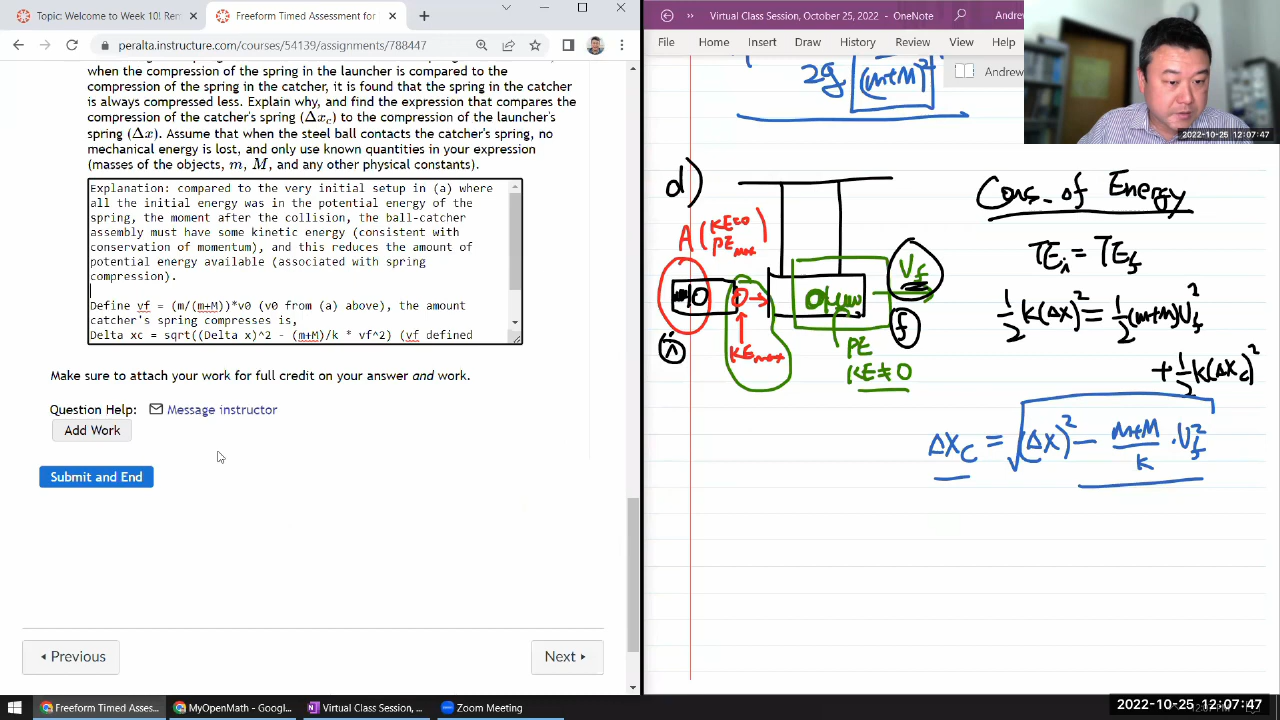 Topic: Welcome to Week 10! Rem
Freeform Timed Assessment for
peralta.instructure.com/courses/54139/assignments/788447
when the compression of the spring in the launcher is compared to the
compression of the spring in the catcher, it is found that the spring in the catcher
is always compressed less. Explain why, and find the expression that compares the
compression of the catcher's spring (Δx_c) to the compression of the launcher's
spring (Δx). Assume that when the steel ball contacts the catcher's spring, no
mechanical energy is lost, and only use known quantities in your expression
(masses of the objects, m, M, and any other physical constants).
Explanation: compared to the very initial setup in (a) where
all the initial energy was in the potential energy of the
spring, the moment after the collision, the ball-catcher
assembly must have some kinetic energy (consistent with
conservation of momentum), and this reduces the amount of
potential energy available (associated with spring
compression).
Define vf = (m/(m+M))*v0 (v0 from (a) above), the amount
catcher's spring compresses is,
Delta xc = sqrt((Delta x)^2 - (m+M)/k * vf^2) (vf defined
Make sure to attach your work for full credit on your answer and work.
Question Help:
Message instructor
Add Work
Submit and End
Previous
Next
Virtual Class Session, October 25, 2022 - OneNote
Andrew
File Home Insert Draw History Review View Help
Andrew
2g (m+M)²
d)
Cons. of Energy
A (KE=0
PE max)
TE_i = TE_f
V_f
½k(Δx)² = ½(m+M)V_f²
+ ½k(Δx_c)²
i
KE max
f
PE
KE ≠ 0
Δx_c = √((Δx)² − (m+M)/k · V_f²)
2022-10-25 12:07:47
Freeform Timed Asses...
MyOpenMath - Googl...
Virtual Class Session, ...
Zoom Meeting
2022-10-25 12:07:47